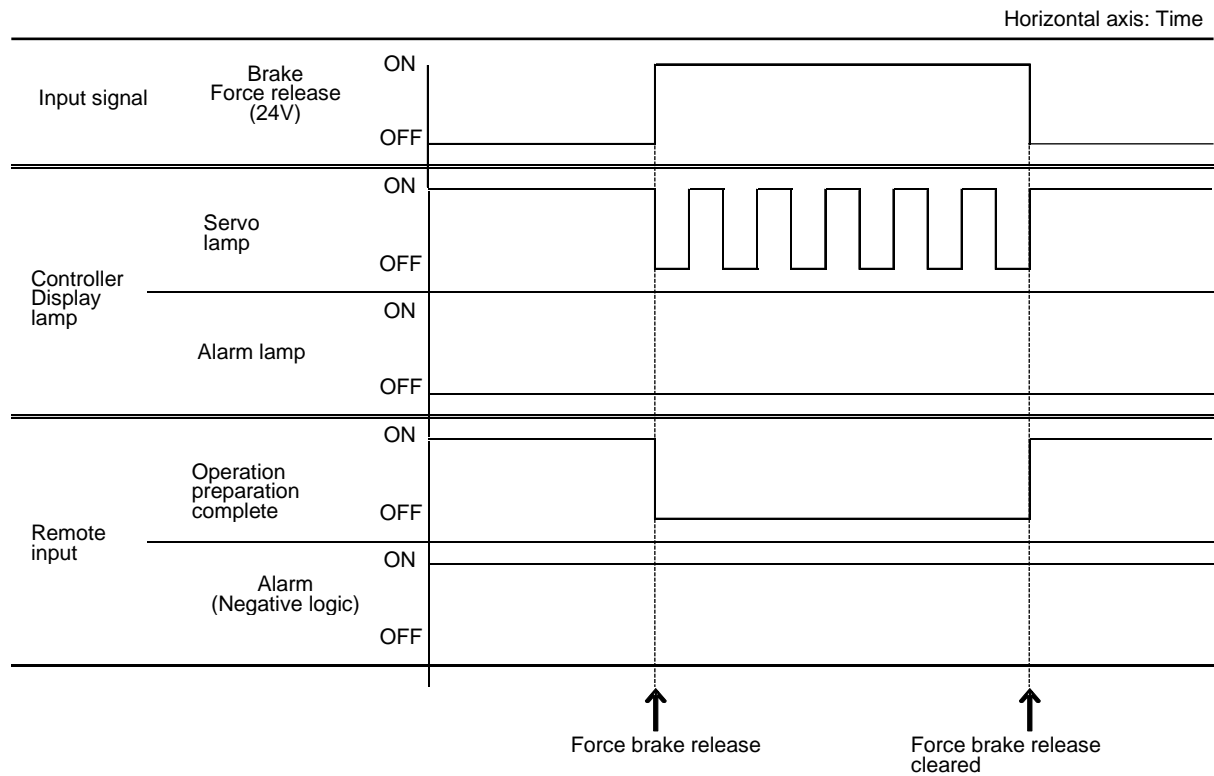 Horizontal axis: Time
Input signal
Brake
Force release
(24V)
ON
OFF
Controller
Display
lamp
Servo
lamp
ON
OFF
Alarm lamp
ON
OFF
Remote
input
Operation
preparation
complete
ON
OFF
Alarm
(Negative logic)
ON
OFF
Force brake release
Force brake release
cleared